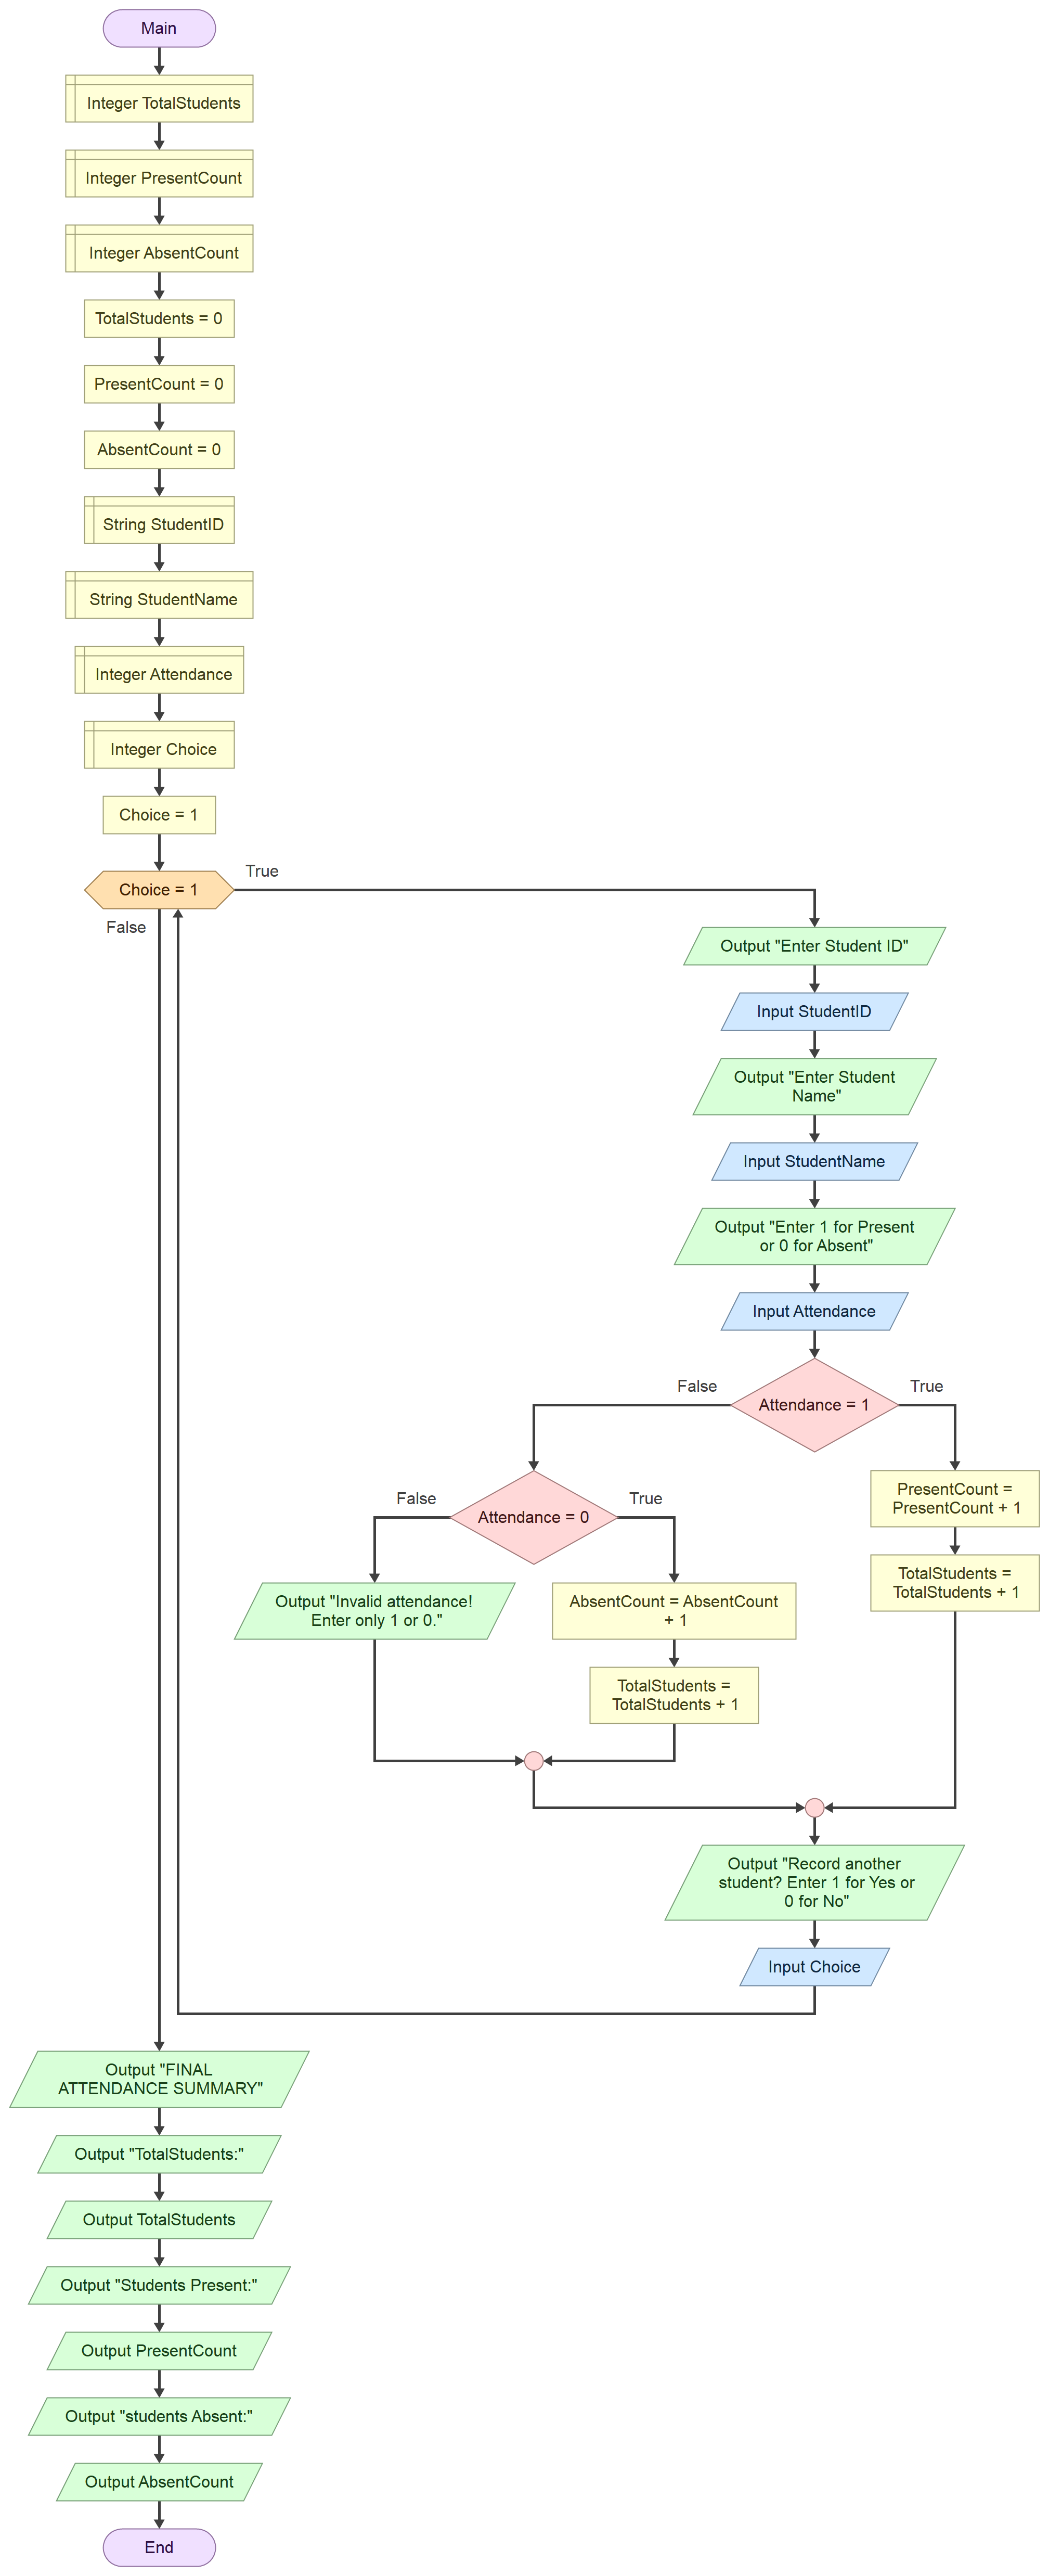 Main
Integer TotalStudents
Integer PresentCount
Integer AbsentCount
TotalStudents = 0
PresentCount = 0
AbsentCount = 0
String StudentID
String StudentName
Integer Attendance
Integer Choice
Choice = 1
Choice = 1
True
False
Output "Enter Student ID"
Input StudentID
Output "Enter Student
Name"
Input StudentName
Output "Enter 1 for Present
or 0 for Absent"
Input Attendance
Attendance = 1
False
True
Attendance = 0
False
True
Output "Invalid attendance!
Enter only 1 or 0."
AbsentCount = AbsentCount
+ 1
TotalStudents =
TotalStudents + 1
PresentCount =
PresentCount + 1
TotalStudents =
TotalStudents + 1
Output "Record another
student? Enter 1 for Yes or
0 for No"
Input Choice
Output "FINAL
ATTENDANCE SUMMARY"
Output "TotalStudents:"
Output TotalStudents
Output "Students Present:"
Output PresentCount
Output "students Absent:"
Output AbsentCount
End